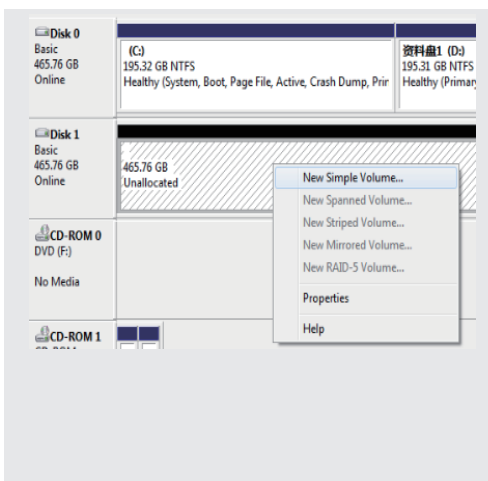 Disk 0
Basic
465.76 GB
Online
(C:)
195.32 GB NTFS
Healthy (System, Boot, Page File, Active, Crash Dump, Prir
资料盘1 (D:)
195.31 GB NTFS
Healthy (Primary
Disk 1
Basic
465.76 GB
Online
465.76 GB
Unallocated
New Simple Volume...
New Spanned Volume...
New Striped Volume...
New Mirrored Volume...
New RAID-5 Volume...
Properties
Help
CD-ROM 0
DVD (F:)
No Media
CD-ROM 1